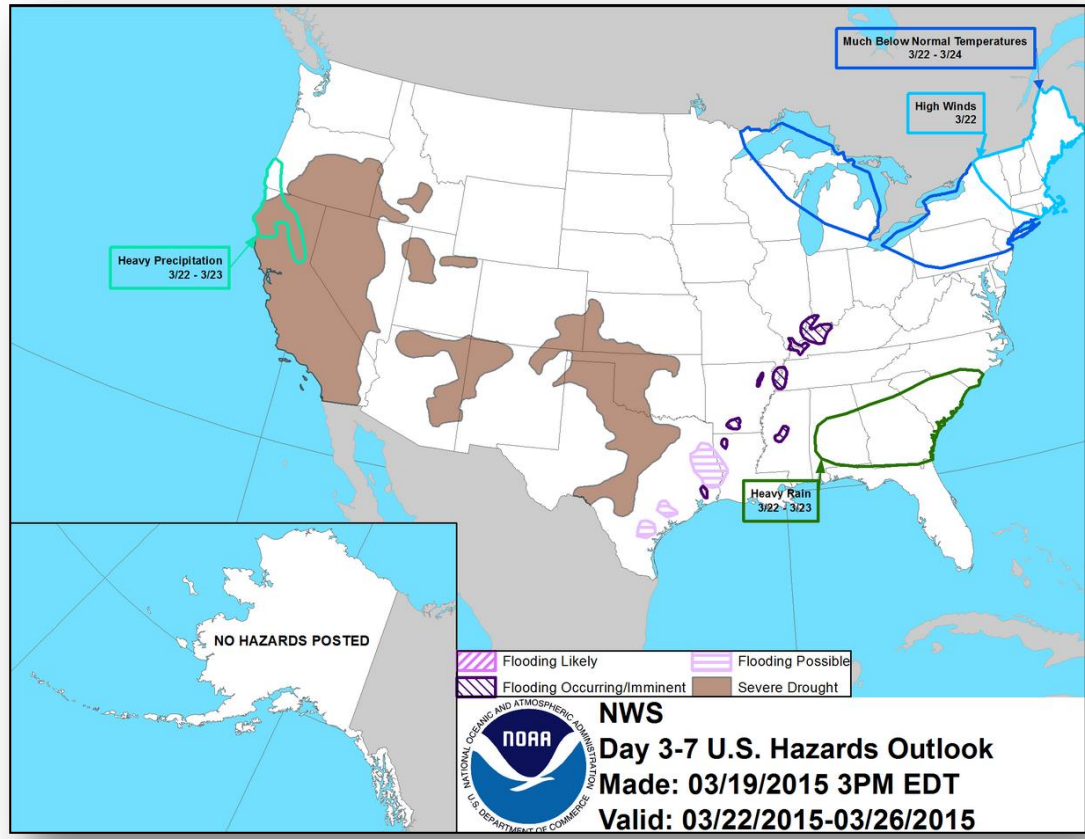 Much Below Normal Temperatures
3/22 - 3/24
High Winds
3/22
Heavy Precipitation
3/22 - 3/23
Heavy Rain
3/22 - 3/23
NO HAZARDS POSTED
Flooding Likely
Flooding Possible
Flooding Occurring/Imminent
Severe Drought
NATIONAL OCEANIC AND ATMOSPHERIC ADMINISTRATION
NOAA
U.S. DEPARTMENT OF COMMERCE
NWS
Day 3-7 U.S. Hazards Outlook
Made: 03/19/2015 3PM EDT
Valid: 03/22/2015-03/26/2015